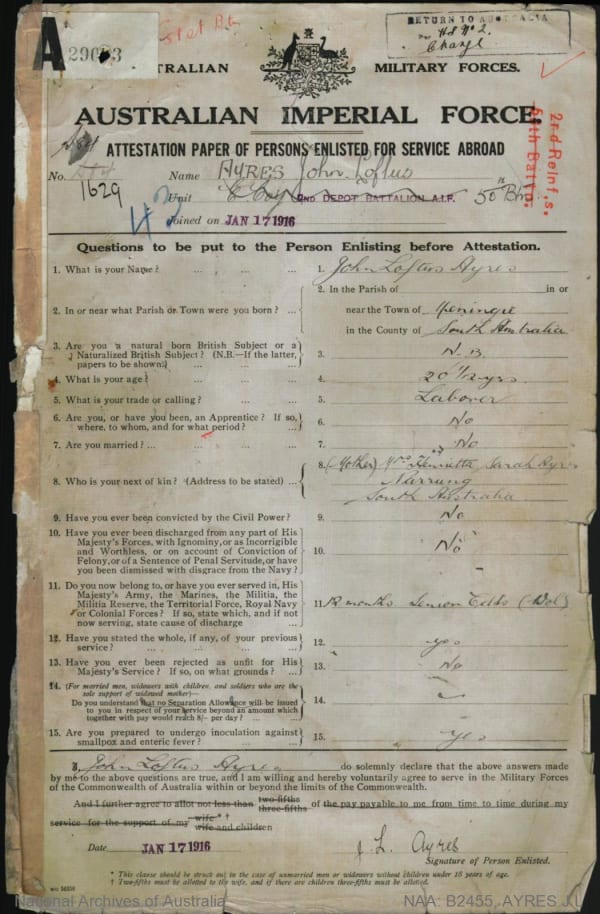 A
29
RETURN TO AUSTRALIA
AUSTRALIAN MILITARY FORCES.
AUSTRALIAN IMPERIAL FORCE.
2nd Reinf,s.
ATTESTATION PAPER OF PERSONS ENLISTED FOR SERVICE ABROAD
No. 1629 Name AYRES John Loftus
Unit E Coy 2ND DEPOT BATTALION A.I.F. 50th Btn
Joined on JAN 17 1916
Questions to be put to the Person Enlisting before Attestation.
1. What is your Name? ... ... ... 1. John Loftus Ayres
2. In or near what Parish or Town were you born? ... 2. In the Parish of in or
near the Town of Meningie
in the County of South Australia
3. Are you a natural born British Subject or a
Naturalized British Subject? (N.B.—If the latter,
papers to be shown) 3. N. B.
4. What is your age? 4. 20 1/2 yrs.
5. What is your trade or calling? 5. Laborer
6. Are you, or have you been, an Apprentice? If so,
where, to whom, and for what period? 6. No
7. Are you married? 7. No
8. Who is your next of kin? (Address to be stated) ... 8. (Mother) Mrs Henrietta Sarah Ayres
Narrung
South Australia
9. Have you ever been convicted by the Civil Power? 9. No
10. Have you ever been discharged from any part of His
Majesty's Forces, with Ignominy, or as Incorrigible
and Worthless, or on account of Conviction of
Felony, or of a Sentence of Penal Servitude, or have
you been dismissed with disgrace from the Navy? 10. No
11. Do you now belong to, or have you ever served in, His
Majesty's Army, the Marines, the Militia, the
Militia Reserve, the Territorial Force, Royal Navy
or Colonial Forces? If so, state which, and if not
now serving, state cause of discharge 11. 12 months Senior Cdts
12. Have you stated the whole, if any, of your previous
service? 12. yes
13. Have you ever been rejected as unfit for His
Majesty's Service? If so, on what grounds? 13. No
14. (For married men, widowers with children, and soldiers who are the
sole support of widowed mother)—
Do you understand that no Separation Allowance will be issued
to you in respect of your service beyond an amount which
together with pay would reach 8/- per day? 14.
15. Are you prepared to undergo inoculation against
smallpox and enteric fever? 15. yes
I, John Loftus Ayres do solemnly declare that the above answers made
by me to the above questions are true, and I am willing and hereby voluntarily agree to serve in the Military Forces
of the Commonwealth of Australia within or beyond the limits of the Commonwealth.
And I further agree to allot not less than two-fifths three-fifths of the pay payable to me from time to time during my
service for the support of my wife * † wife and children
Date JAN 17 1916 J. L. Ayres
Signature of Person Enlisted.
* This clause should be struck out in the case of unmarried men or widowers without children under 18 years of age.
† Two-fifths must be allotted to the wife, and if there are children three-fifths must be allotted.
National Archives of Australia NAA: B2455, AYRES J L